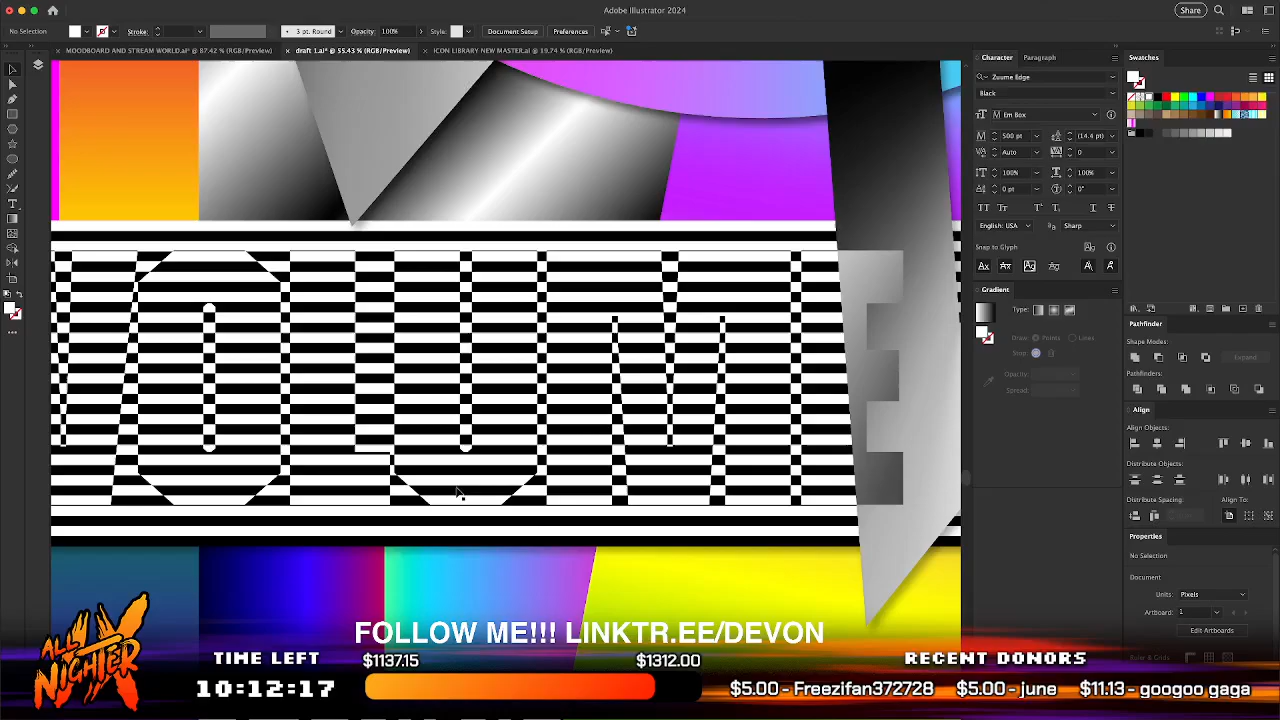 Adobe Illustrator 2024
Share
No Selection
Stroke:
3 pt. Round
Opacity: 100%
Style:
Document Setup
Preferences
MOODBOARD AND STREAM WORLD.ai* @ 87.42 % (RGB/Preview)
draft 1.ai* @ 55.43 % (RGB/Preview)
ICON LIBRARY NEW MASTER.ai @ 19.74 % (RGB/Preview)
Character
Paragraph
Zuume Edge
Black
Em Box
500 pt
(14.4 pt)
Auto
0
100%
100%
0 pt
0°
English: USA
Sharp
Snap to Glyph
Gradient
Type:
Draw:
Points
Lines
Stop:
Opacity:
Spread:
Swatches
Pathfinder
Shape Modes:
Expand
Pathfinders:
Align
Align Objects:
Distribute Objects:
Distribute Spacing:
Align To:
Properties
No Selection
Document
Units:
Pixels
Artboard:
1
Edit Artboards
Ruler & Grids
VOLUME
ALL NIGHTER
FOLLOW ME!!! LINKTR.EE/DEVON
TIME LEFT
10:12:17
$1137.15
$1312.00
RECENT DONORS
$5.00 - Freezifan372728
$5.00 - june
$11.13 - googoo gaga